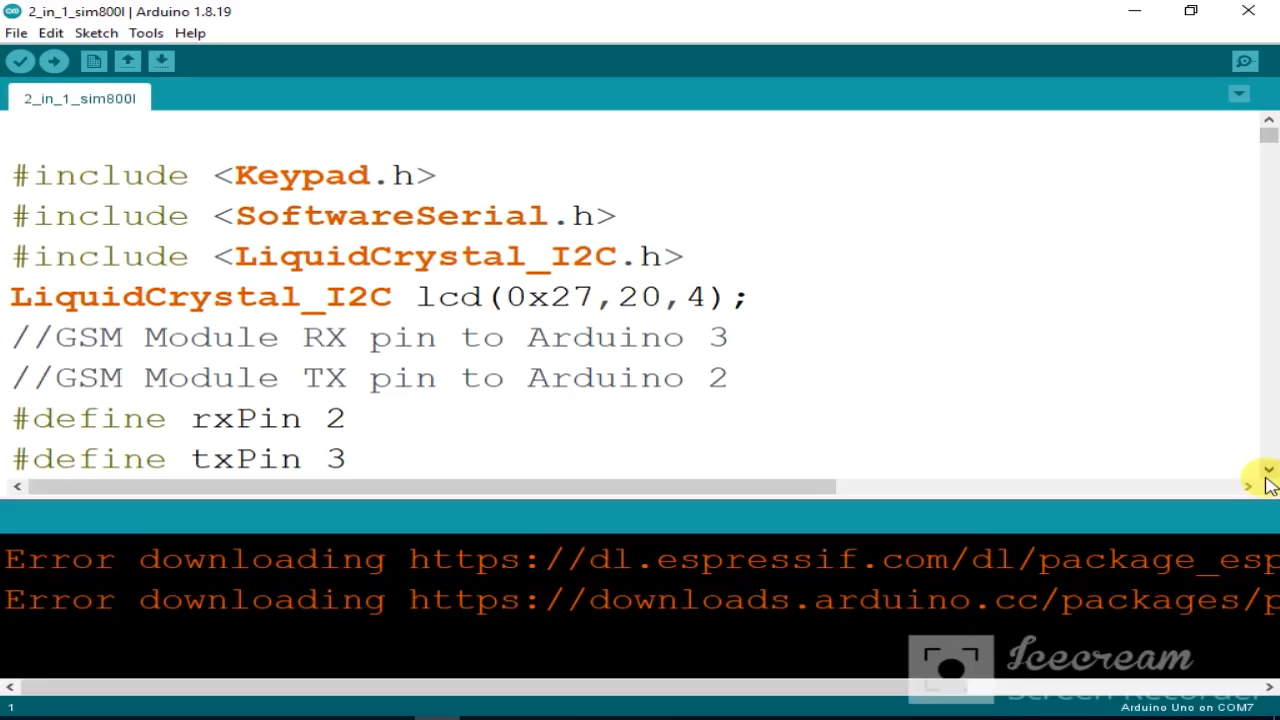 2_in_1_sim800l | Arduino 1.8.19
File Edit Sketch Tools Help
2_in_1_sim800l
#include <Keypad.h>
#include <SoftwareSerial.h>
#include <LiquidCrystal_I2C.h>
LiquidCrystal_I2C lcd(0x27,20,4);
//GSM Module RX pin to Arduino 3
//GSM Module TX pin to Arduino 2
#define rxPin 2
#define txPin 3
Error downloading https://dl.espressif.com/dl/package_esp
Error downloading https://downloads.arduino.cc/packages/p
Icecream
Screen Recorder
1
Arduino Uno on COM7